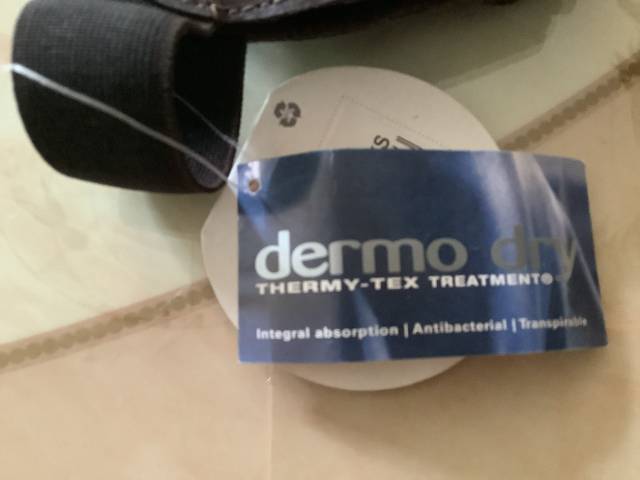 dermo dry
THERMY-TEX TREATMENT®
Integral absorption | Antibacterial | Transpirable